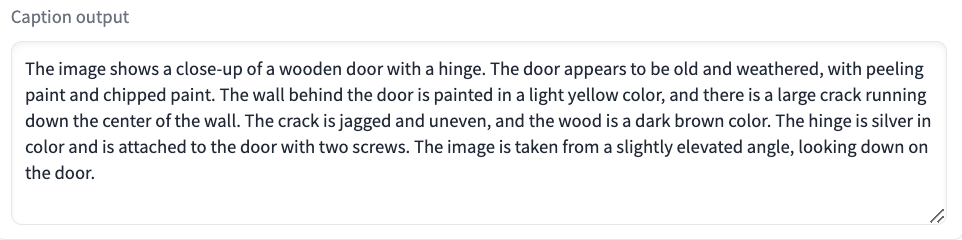 Caption output
The image shows a close-up of a wooden door with a hinge. The door appears to be old and weathered, with peeling
paint and chipped paint. The wall behind the door is painted in a light yellow color, and there is a large crack running
down the center of the wall. The crack is jagged and uneven, and the wood is a dark brown color. The hinge is silver in
color and is attached to the door with two screws. The image is taken from a slightly elevated angle, looking down on
the door.